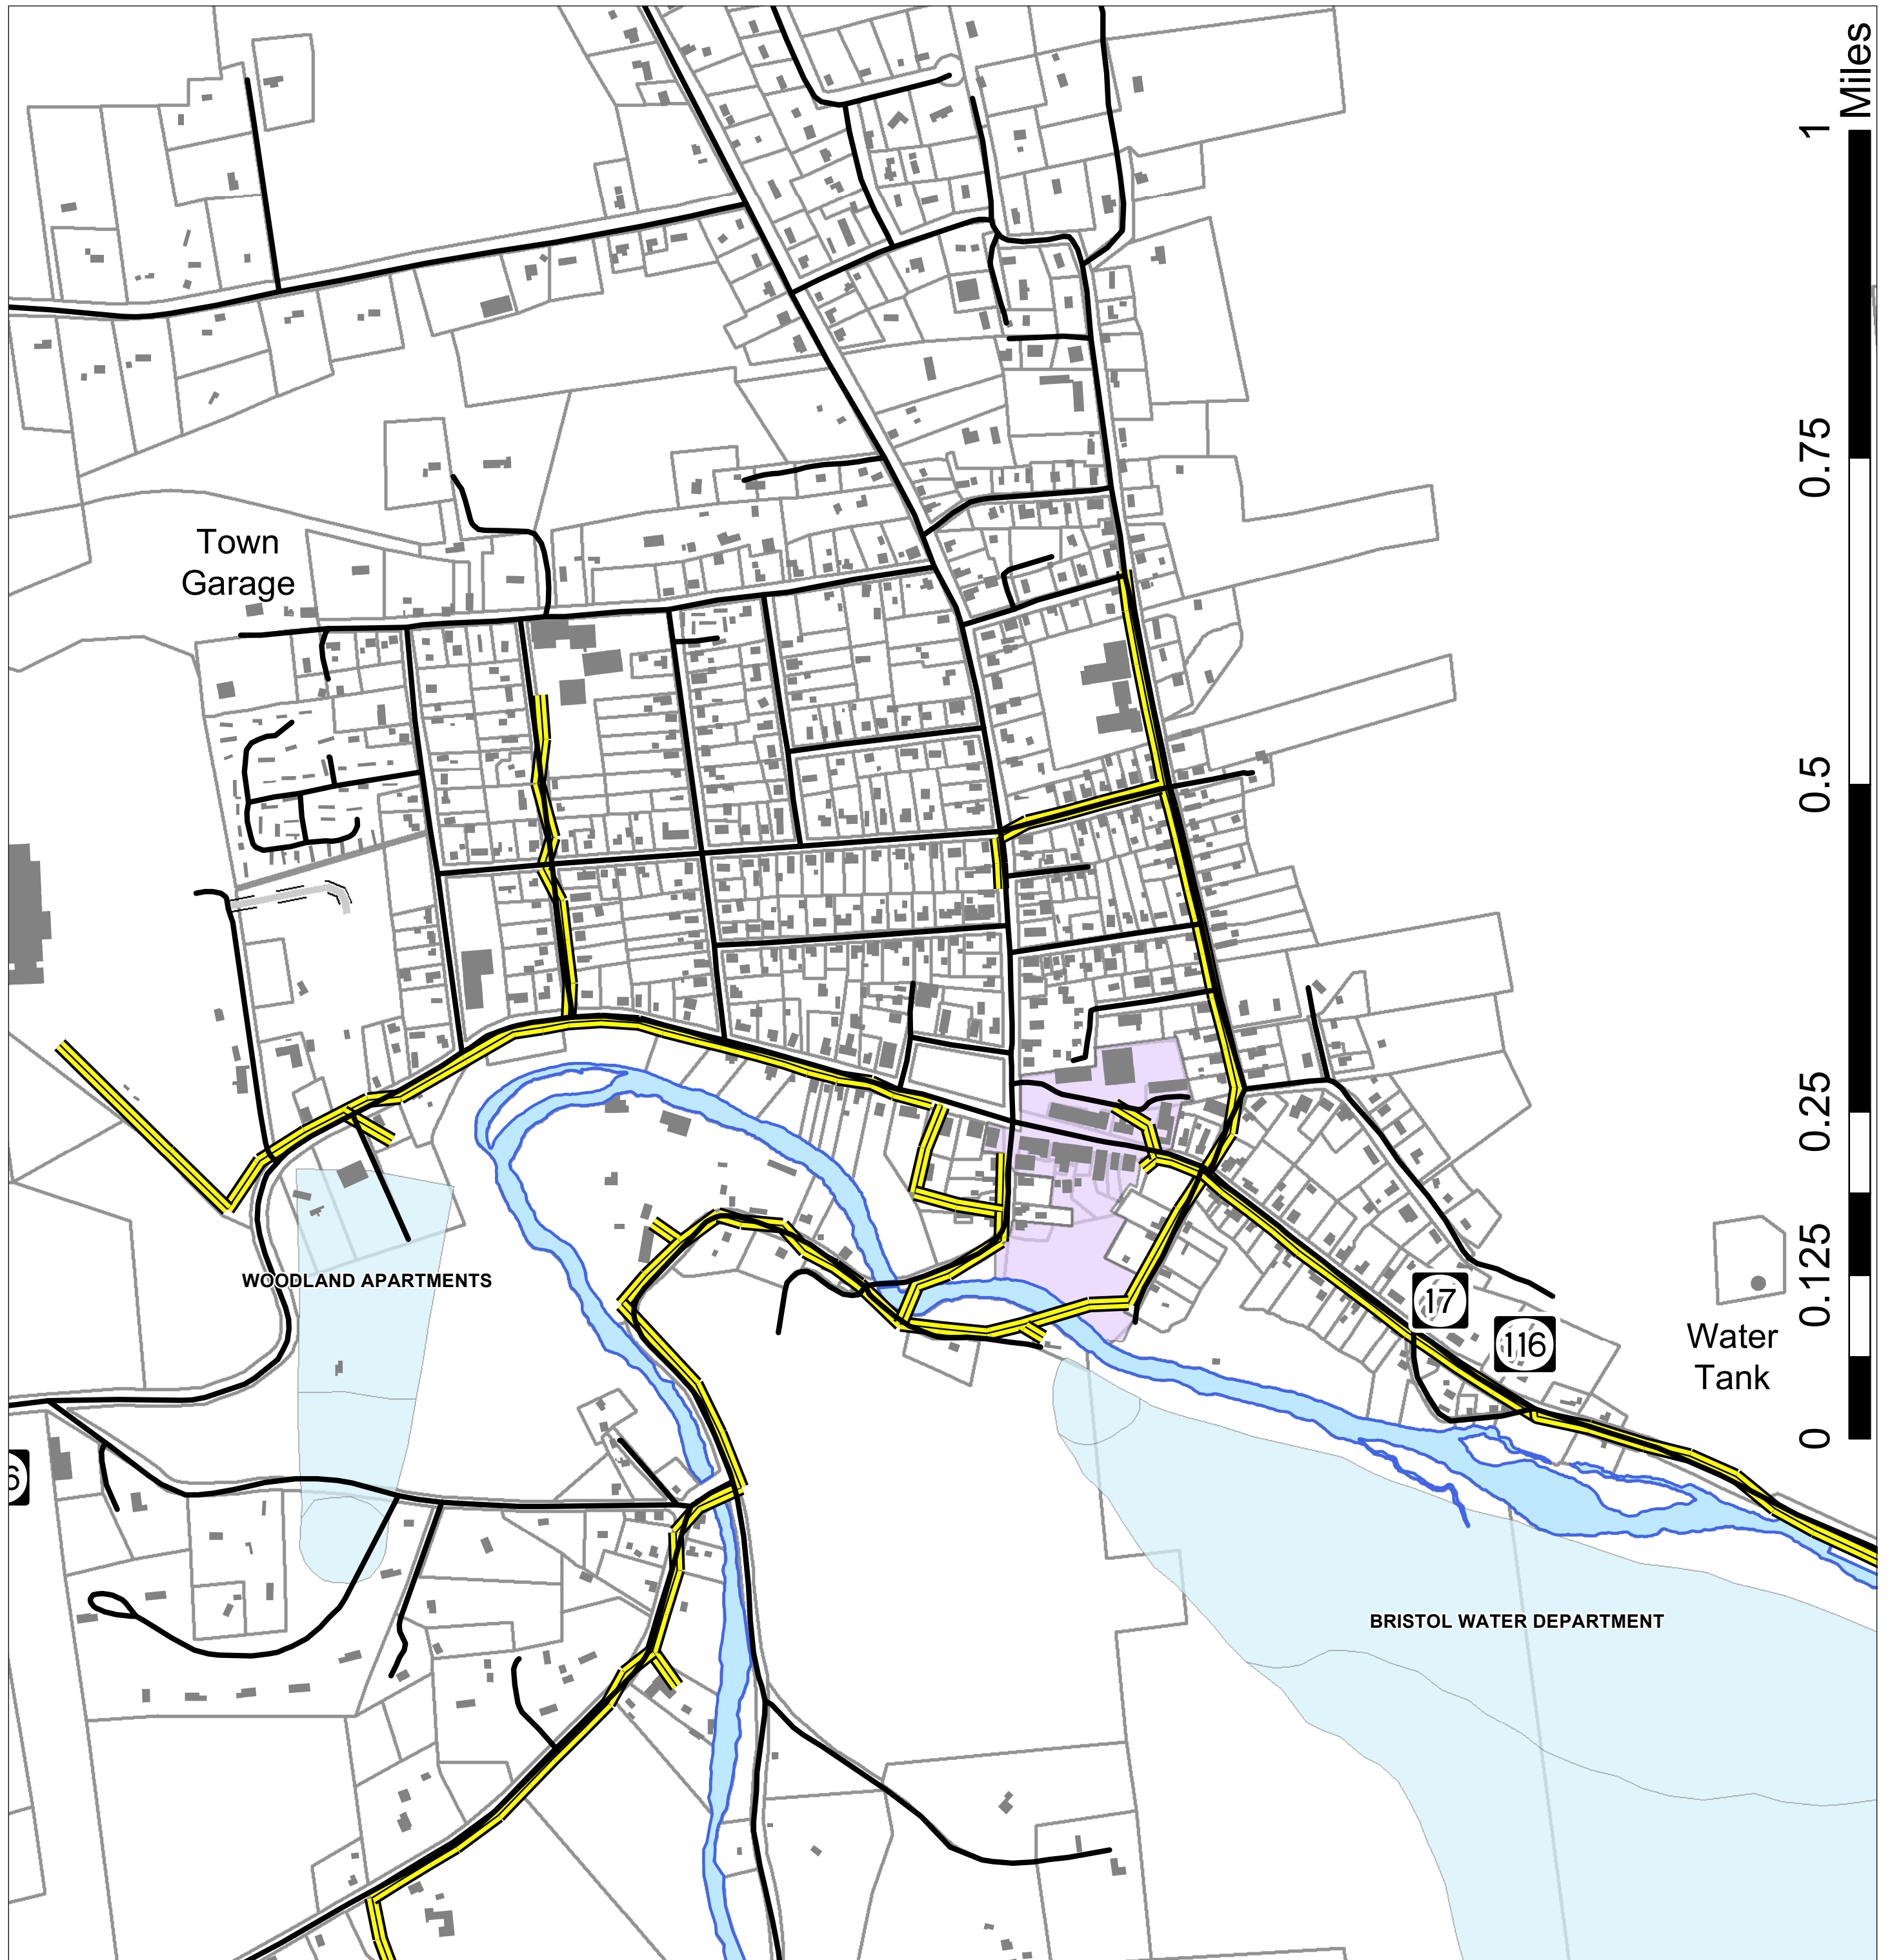 Miles
1
0.75
Town
Garage
0.5
0.25
0.125
WOODLAND APARTMENTS
17
116
Water
Tank
0
6
BRISTOL WATER DEPARTMENT